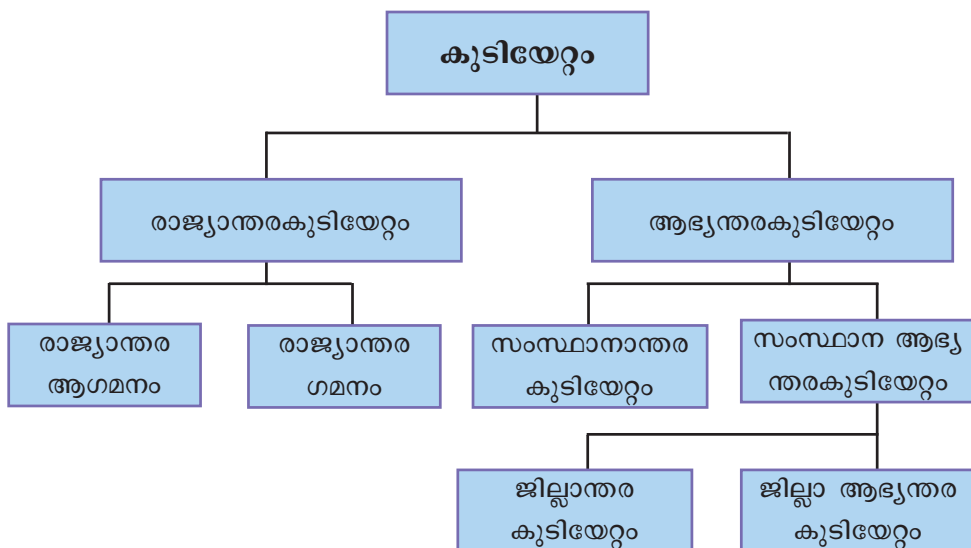 കുടിയേറ്റം
രാജ്യാന്തരകുടിയേറ്റം
ആഭ്യന്തരകുടിയേറ്റം
രാജ്യാന്തര
ആഗമനം
രാജ്യാന്തര
ഗമനം
സംസ്ഥാനാന്തര
കുടിയേറ്റം
സംസ്ഥാന ആഭ്യ
ന്തരകുടിയേറ്റം
ജില്ലാന്തര
കുടിയേറ്റം
ജില്ലാ ആഭ്യന്തര
കുടിയേറ്റം